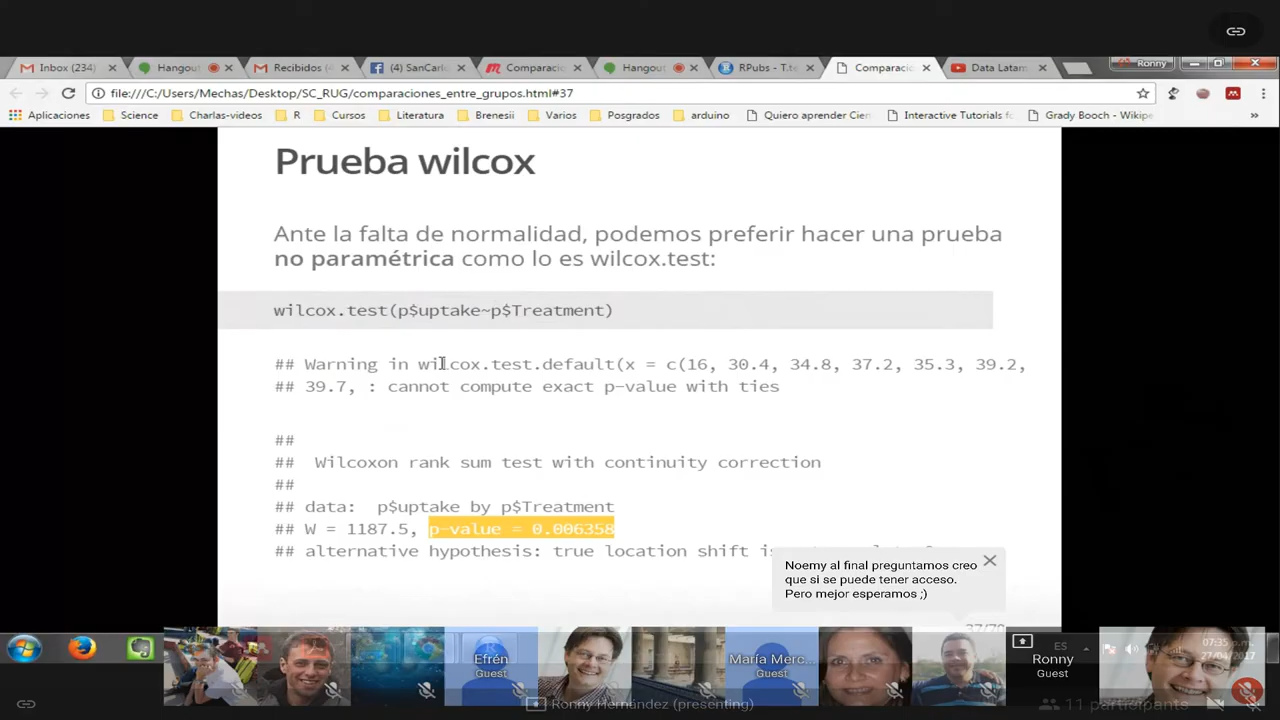 Inbox (234)
Hangout
Recibidos (
(4) SanCarlo
Comparacio
Hangout
RPubs - T.te
Comparacio
Data Latam
Ronny
file:///C:/Users/Mechas/Desktop/SC_RUG/comparaciones_entre_grupos.html#37
Aplicaciones
Science
Charlas-videos
R
Cursos
Literatura
Brenesii
Varios
Posgrados
arduino
Quiero aprender Cien
Interactive Tutorials fo
Grady Booch - Wikipe
»
Prueba wilcox
Ante la falta de normalidad, podemos preferir hacer una prueba
no paramétrica como lo es wilcox.test:
wilcox.test(p$uptake~p$Treatment)
## Warning in wilcox.test.default(x = c(16, 30.4, 34.8, 37.2, 35.3, 39.2,
## 39.7, : cannot compute exact p-value with ties
##
## Wilcoxon rank sum test with continuity correction
##
## data: p$uptake by p$Treatment
## W = 1187.5, p-value = 0.006358
## alternative hypothesis: true location shift is
Noemy al final preguntamos creo
que si se puede tener acceso.
Pero mejor esperamos ;)
Efrén
Guest
María Merc...
Guest
ES
Ronny
Guest
07:35 p.m.
27/04/2017
Ronny Hernández (presenting)
11 participants